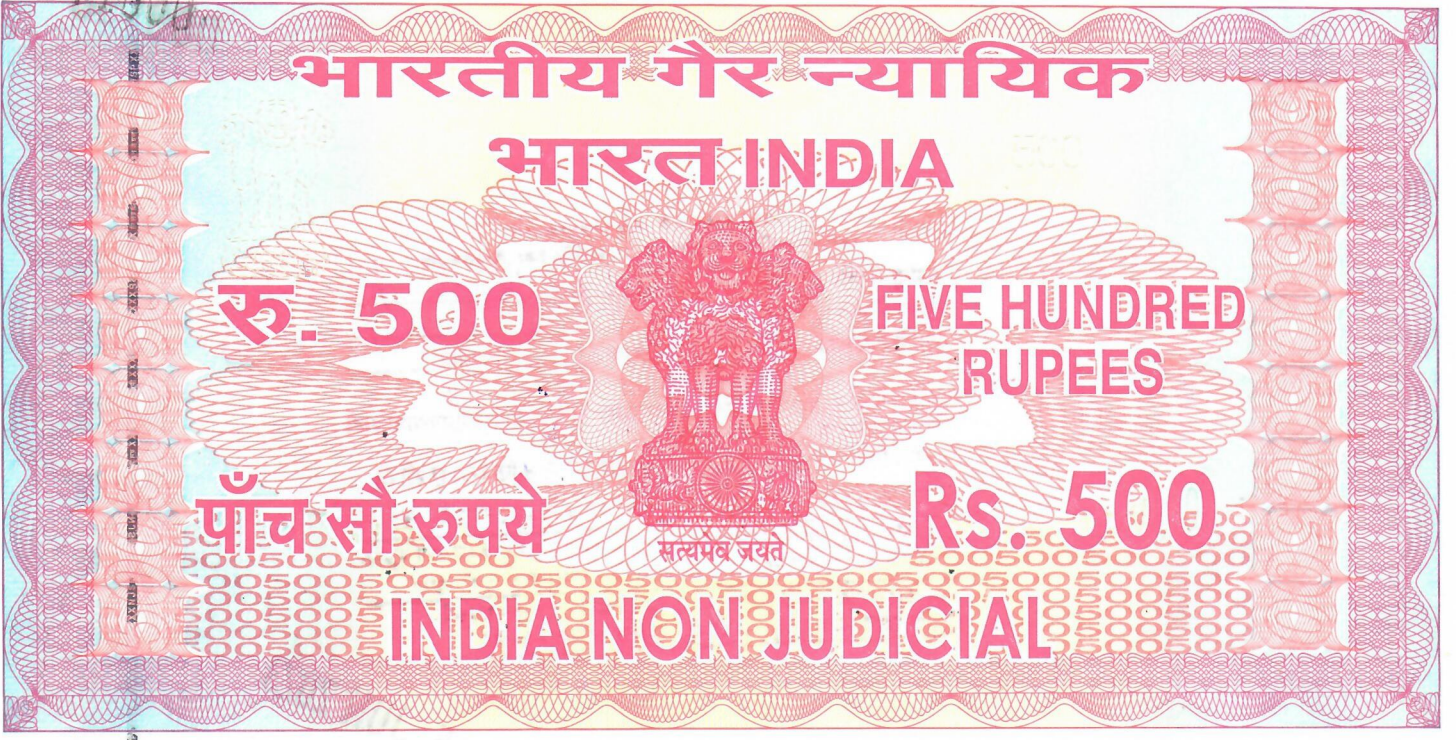 भारतीय गैर न्यायिक
भारत INDIA
रु. 500
FIVE HUNDRED
RUPEES
पाँच सौ रुपये
Rs. 500
सत्यमेव जयते
INDIA NON JUDICIAL